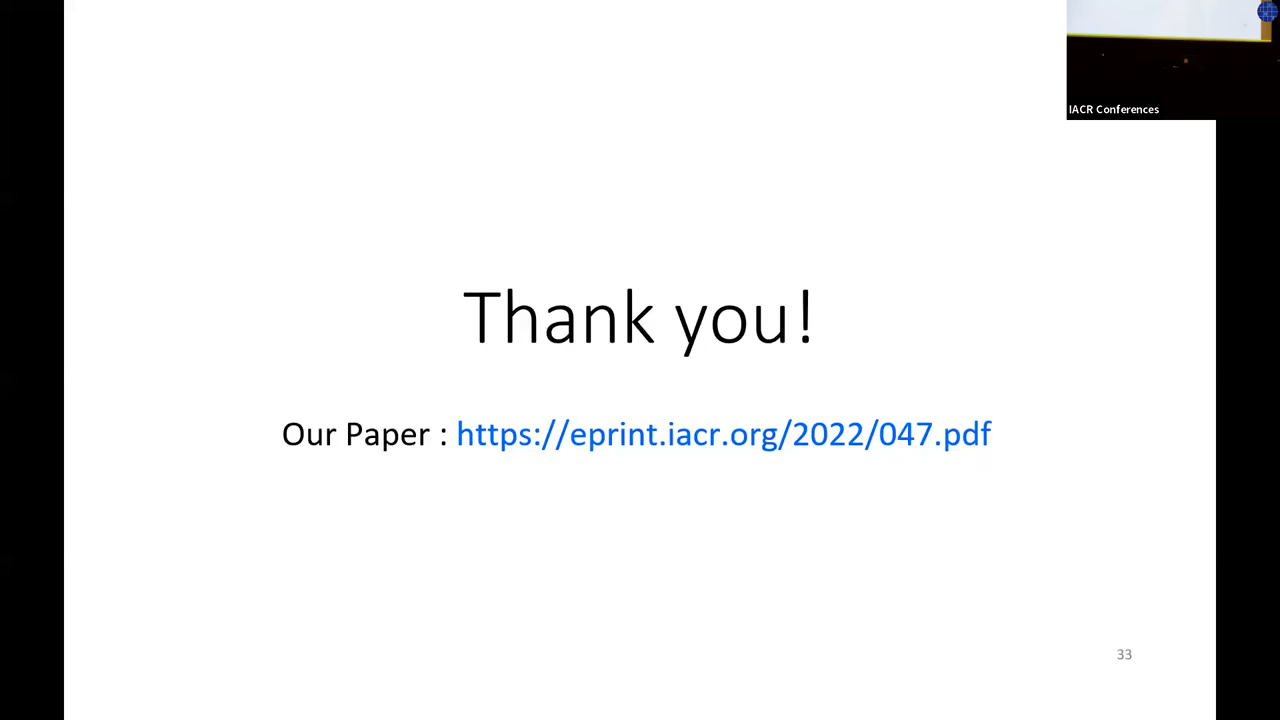 IACR Conferences
Thank you!
Our Paper : https://eprint.iacr.org/2022/047.pdf
33